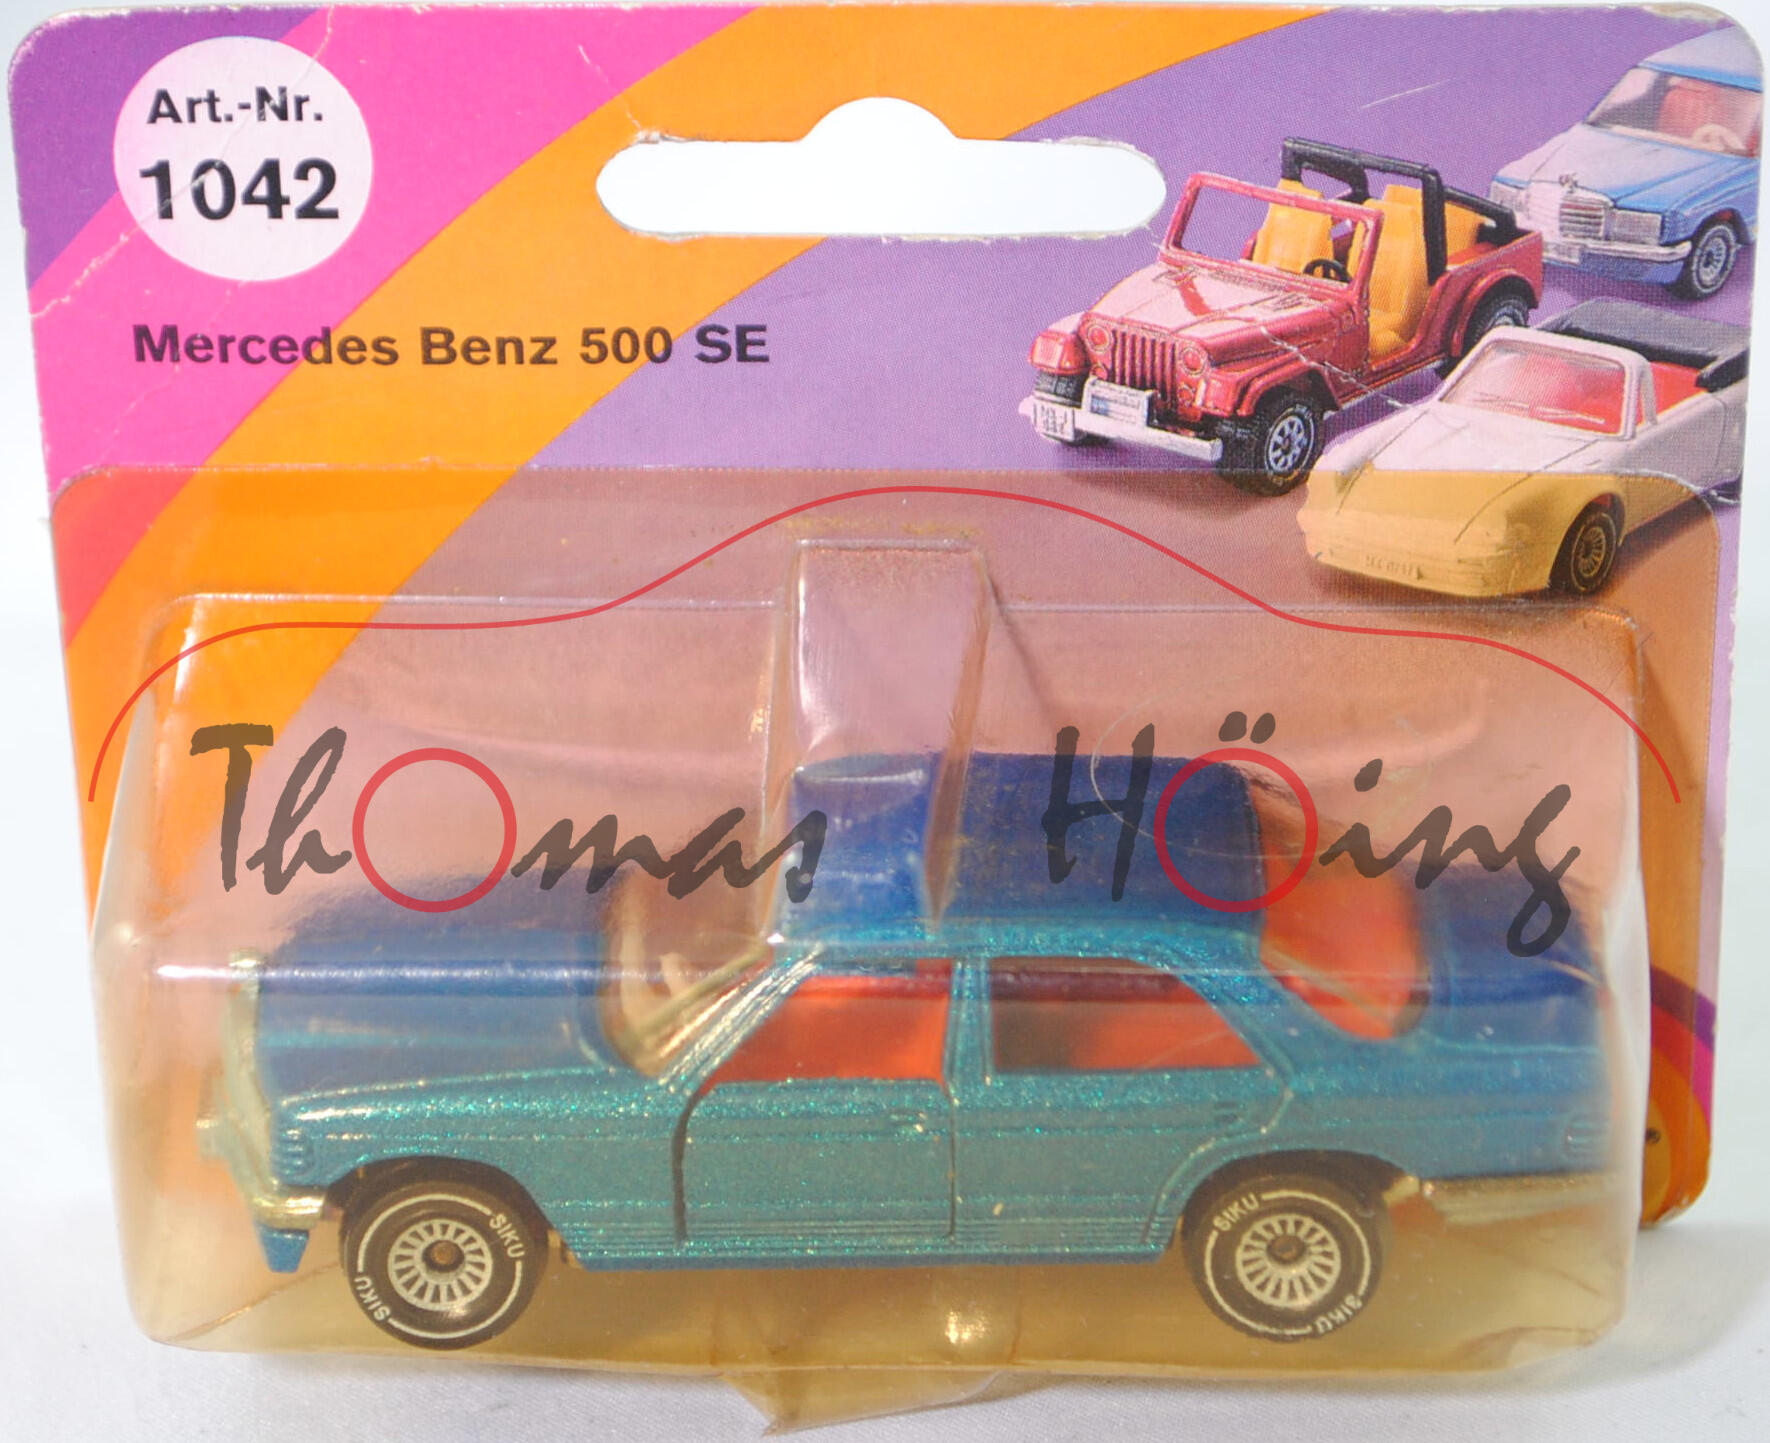 Art.-Nr.
1042
Mercedes Benz 500 SE
Thomas Höing
SIKU
SIKU
SIKU
SIKU